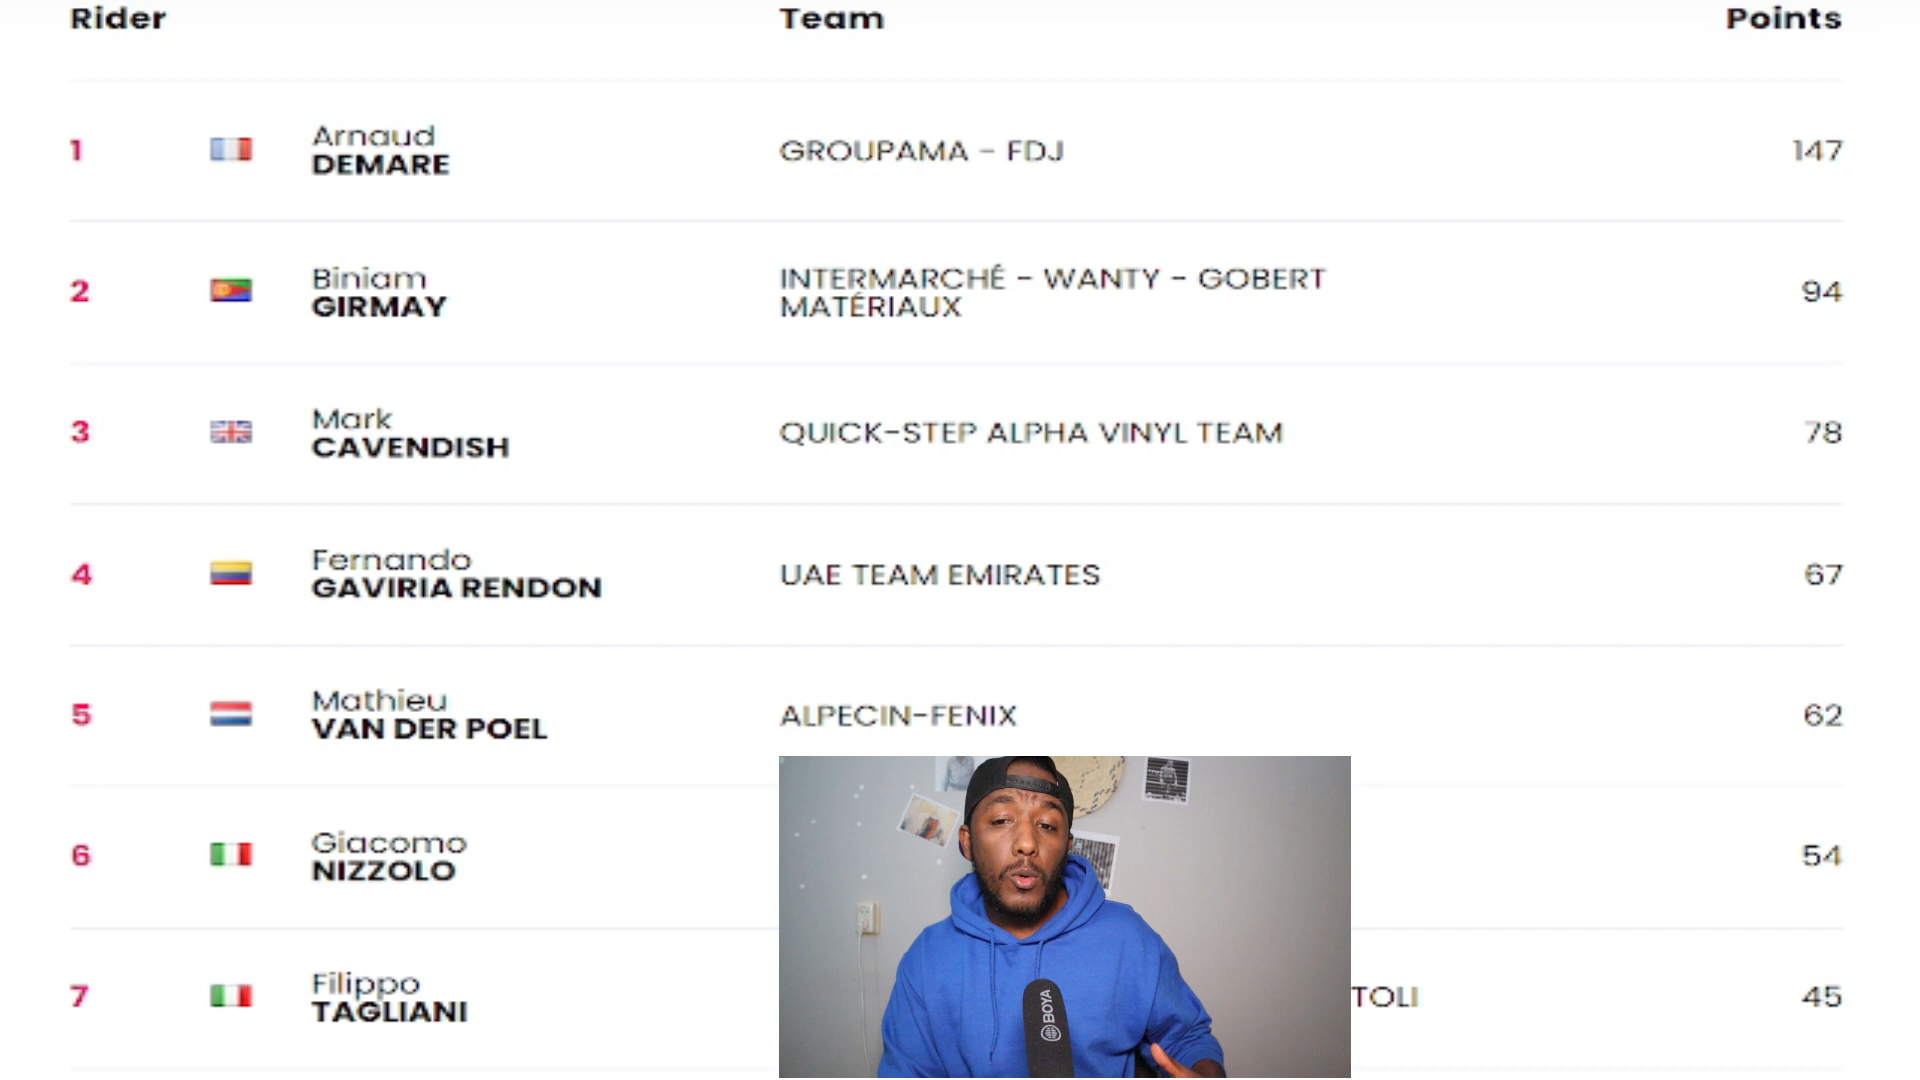 Rider Team Points
1 Arnaud DEMARE GROUPAMA - FDJ 147
2 Biniam GIRMAY INTERMARCHÉ - WANTY - GOBERT MATÉRIAUX 94
3 Mark CAVENDISH QUICK-STEP ALPHA VINYL TEAM 78
4 Fernando GAVIRIA RENDON UAE TEAM EMIRATES 67
5 Mathieu VAN DER POEL ALPECIN-FENIX 62
6 Giacomo NIZZOLO 54
7 Filippo TAGLIANI TOLI 45
BOYA